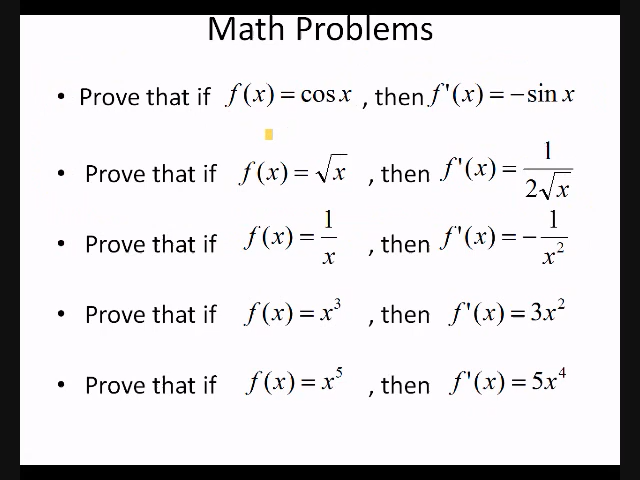 Math Problems
• Prove that if f(x) = cos x , then f'(x) = −sin x
• Prove that if f(x) = √x , then f'(x) = 1/(2√x)
• Prove that if f(x) = 1/x , then f'(x) = −1/x²
• Prove that if f(x) = x³ , then f'(x) = 3x²
• Prove that if f(x) = x⁵ , then f'(x) = 5x⁴